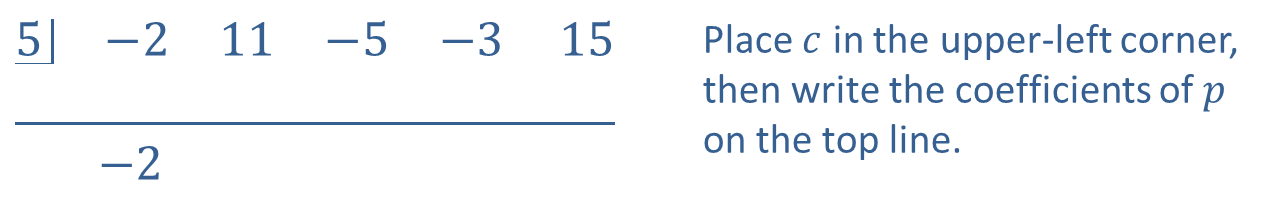 5| −2 11 −5 −3 15
−2
Place c in the upper-left corner,
then write the coefficients of p
on the top line.